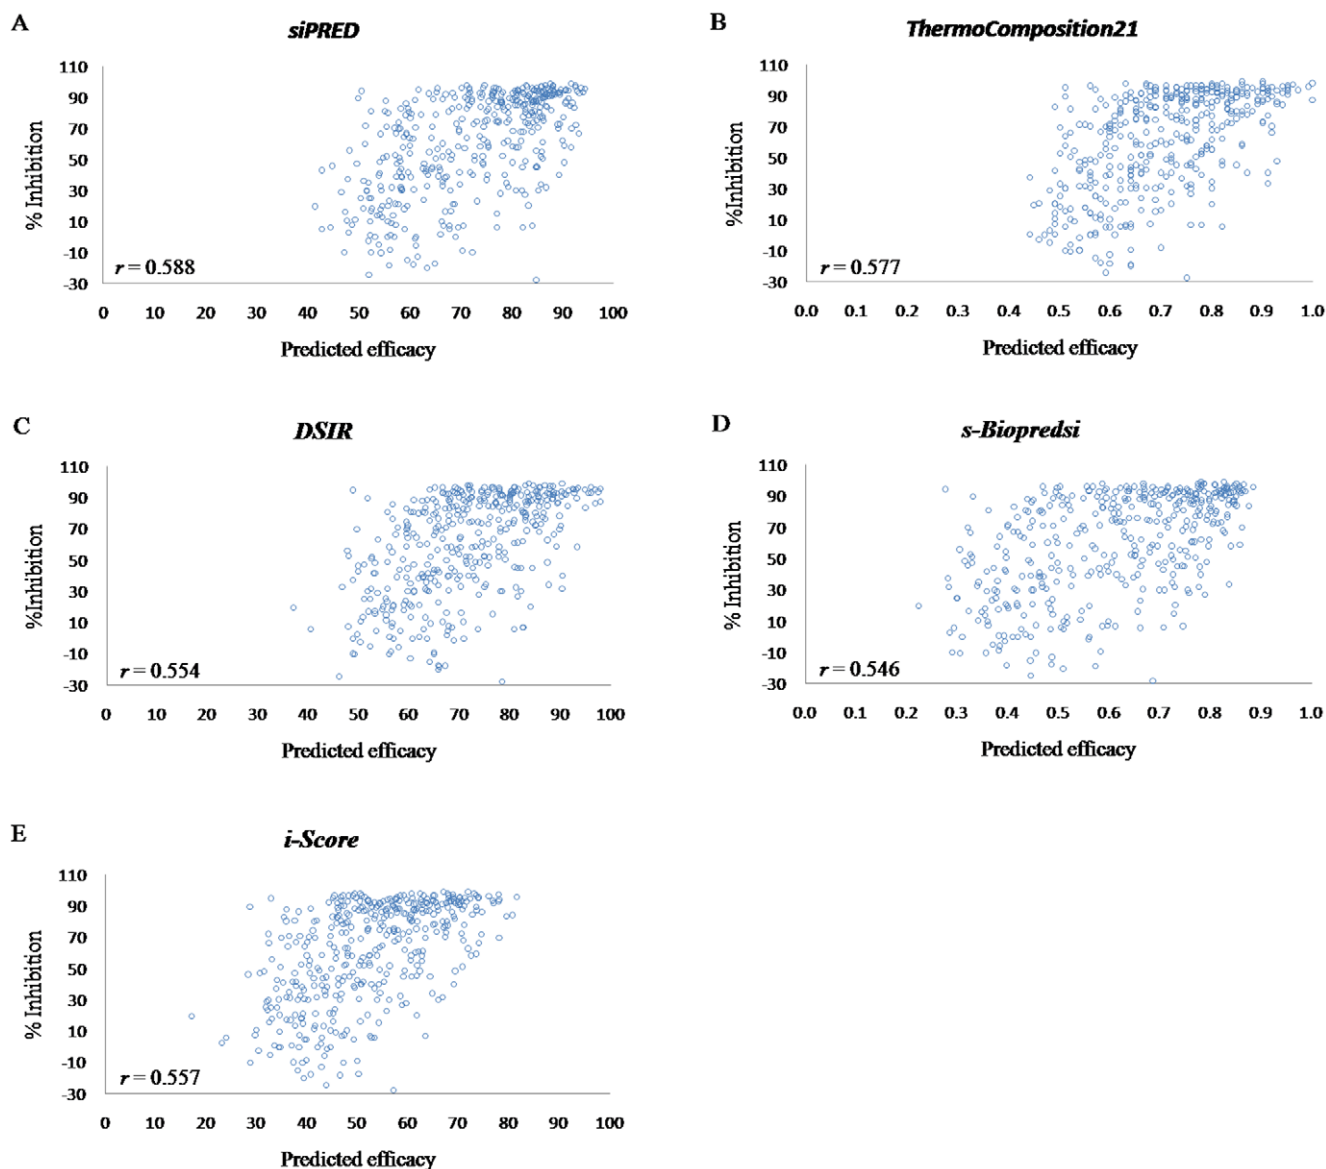 A
siPRED
110
90
70
50
30
10
-10
-30
% Inhibition
r = 0.588
0 10 20 30 40 50 60 70 80 90 100
Predicted efficacy
B
ThermoComposition21
110
90
70
50
30
10
-10
-30
%Inhibition
r = 0.577
0.0 0.1 0.2 0.3 0.4 0.5 0.6 0.7 0.8 0.9 1.0
Predicted efficacy
C
DSIR
110
90
70
50
30
10
-10
-30
%Inhibition
r = 0.554
0 10 20 30 40 50 60 70 80 90 100
Predicted efficacy
D
s-Biopredsi
110
90
70
50
30
10
-10
-30
% Inhibition
r = 0.546
0.0 0.1 0.2 0.3 0.4 0.5 0.6 0.7 0.8 0.9 1.0
Predicted efficacy
E
i-Score
110
90
70
50
30
10
-10
-30
% Inhibition
r = 0.557
0 10 20 30 40 50 60 70 80 90 100
Predicted efficacy